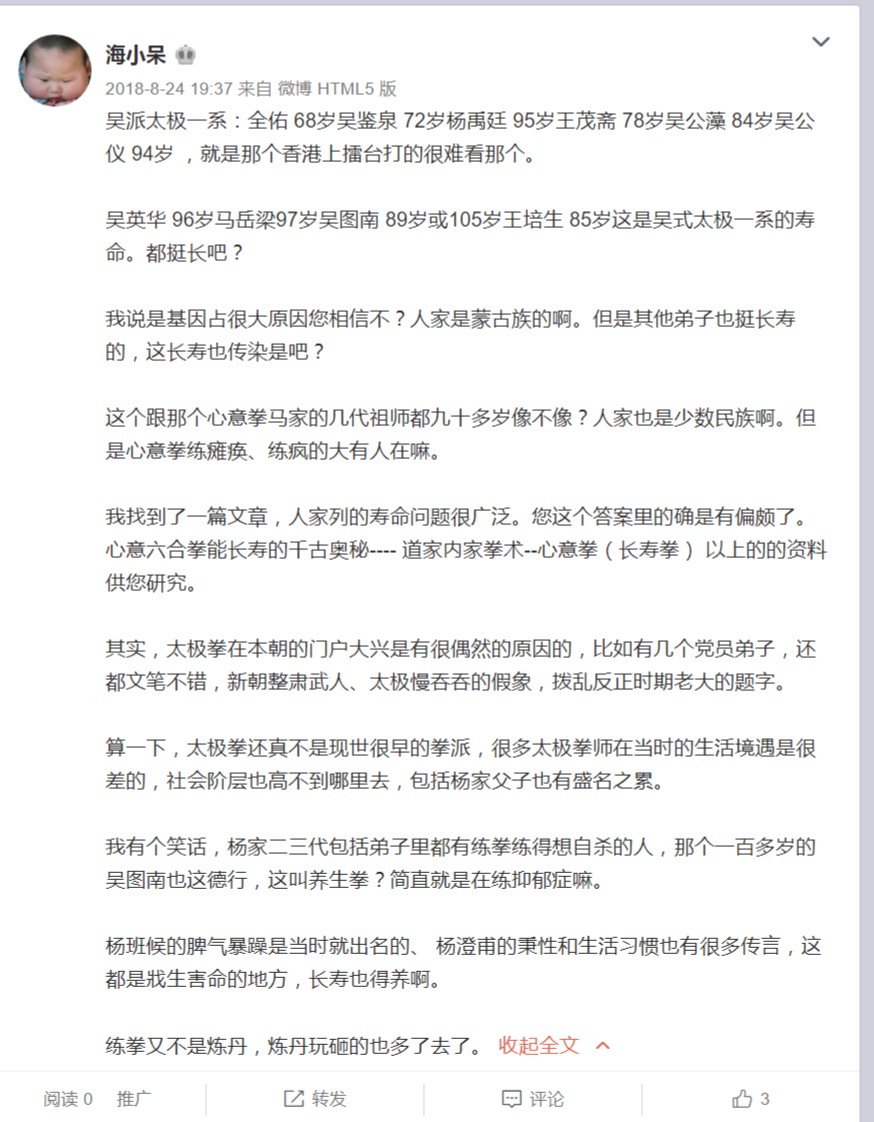 海小呆
2018-8-24 19:37 来自 微博 HTML5 版
吴派太极一系：全佑 68岁吴鉴泉 72岁杨禹廷 95岁王茂斋 78岁吴公藻 84岁吴公
仪 94岁 ，就是那个香港上擂台打的很难看那个。
吴英华 96岁马岳梁97岁吴图南 89岁或105岁王培生 85岁这是吴式太极一系的寿
命。都挺长吧？
我说是基因占很大原因您相信不？人家是蒙古族的啊。但是其他弟子也挺长寿
的，这长寿也传染是吧？
这个跟那个心意拳马家的几代祖师都九十多岁像不像？人家也是少数民族啊。但
是心意拳练瘫痪、练疯的大有人在嘛。
我找到了一篇文章，人家列的寿命问题很广泛。您这个答案里的确是有偏颇了。
心意六合拳能长寿的千古奥秘---- 道家内家拳术--心意拳（长寿拳 ） 以上的的资料
供您研究。
其实，太极拳在本朝的门户大兴是有很偶然的原因的，比如有几个党员弟子，还
都文笔不错，新朝整肃武人、太极慢吞吞的假象，拨乱反正时期老大的题字。
算一下，太极拳还真不是现世很早的拳派，很多太极拳师在当时的生活境遇是很
差的，社会阶层也高不到哪里去，包括杨家父子也有盛名之累。
我有个笑话，杨家二三代包括弟子里都有练拳练得想自杀的人，那个一百多岁的
吴图南也这德行，这叫养生拳？简直就是在练抑郁症嘛。
杨班候的脾气暴躁是当时就出名的、 杨澄甫的秉性和生活习惯也有很多传言，这
都是戕生害命的地方，长寿也得养啊。
练拳又不是炼丹，炼丹玩砸的也多了去了。 收起全文
阅读 0 推广 转发 评论 3